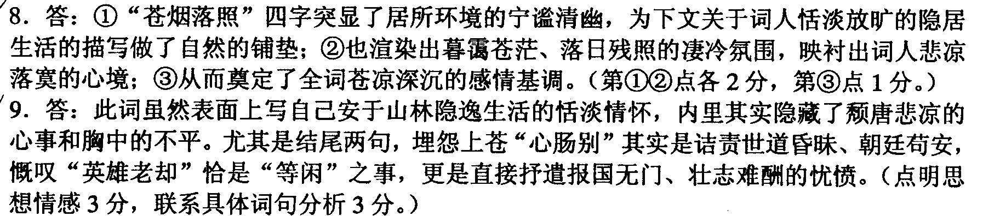 8. 答：①“苍烟落照”四字突显了居所环境的宁谧清幽，为下文关于词人恬淡放旷的隐居
生活的描写做了自然的铺垫；②也渲染出暮霭苍茫、落日残照的凄冷氛围，映衬出词人悲凉
落寞的心境；③从而奠定了全词苍凉深沉的感情基调。（第①②点各 2 分，第③点 1 分。）
9. 答：此词虽然表面上写自己安于山林隐逸生活的恬淡情怀，内里其实隐藏了颓唐悲凉的
心事和胸中的不平。尤其是结尾两句，埋怨上苍“心肠别”其实是诘责世道昏昧、朝廷苟安，
慨叹“英雄老却”恰是“等闲”之事，更是直接抒遣报国无门、壮志难酬的忧愤。（点明思
想情感 3 分，联系具体词句分析 3 分。）